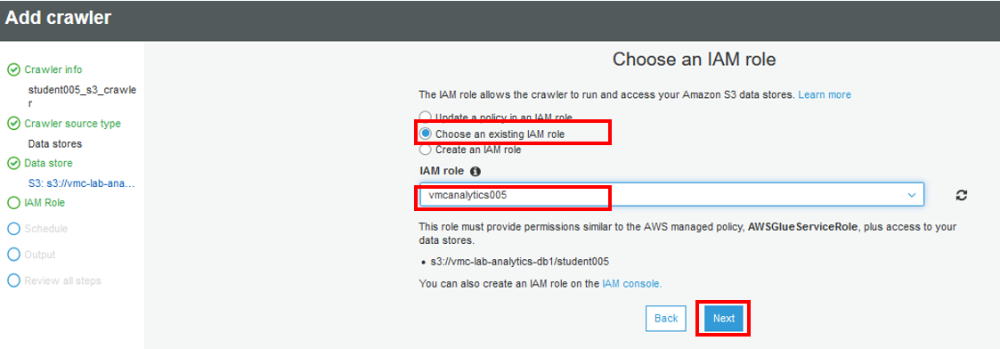 Add crawler
Crawler info
student005_s3_crawle
r
Crawler source type
Data stores
Data store
S3: s3://vmc-lab-ana...
IAM Role
Schedule
Output
Review all steps
Choose an IAM role
The IAM role allows the crawler to run and access your Amazon S3 data stores. Learn more
Update a policy in an IAM role
Choose an existing IAM role
Create an IAM role
IAM role
vmcanalytics005
This role must provide permissions similar to the AWS managed policy, AWSGlueServiceRole, plus access to your
data stores.
• s3://vmc-lab-analytics-db1/student005
You can also create an IAM role on the IAM console.
Back
Next